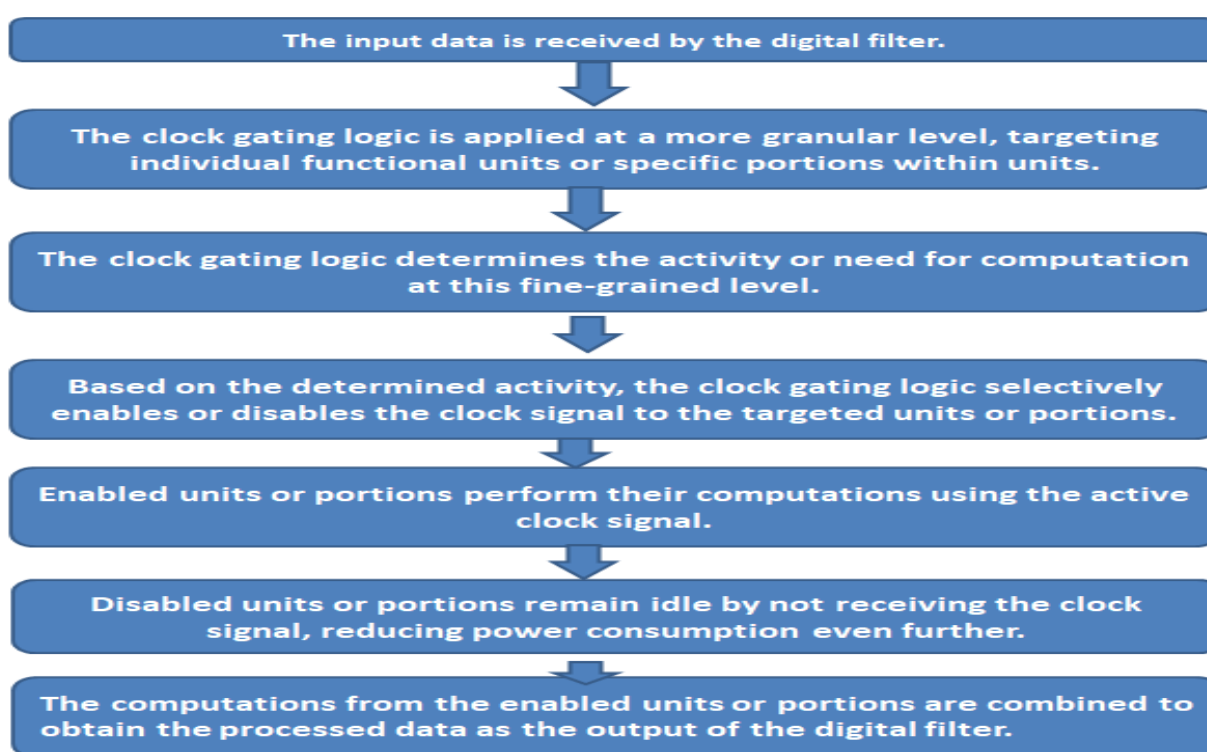 The input data is received by the digital filter.
The clock gating logic is applied at a more granular level, targeting
individual functional units or specific portions within units.
The clock gating logic determines the activity or need for computation
at this fine-grained level.
Based on the determined activity, the clock gating logic selectively
enables or disables the clock signal to the targeted units or portions.
Enabled units or portions perform their computations using the active
clock signal.
Disabled units or portions remain idle by not receiving the clock
signal, reducing power consumption even further.
The computations from the enabled units or portions are combined to
obtain the processed data as the output of the digital filter.